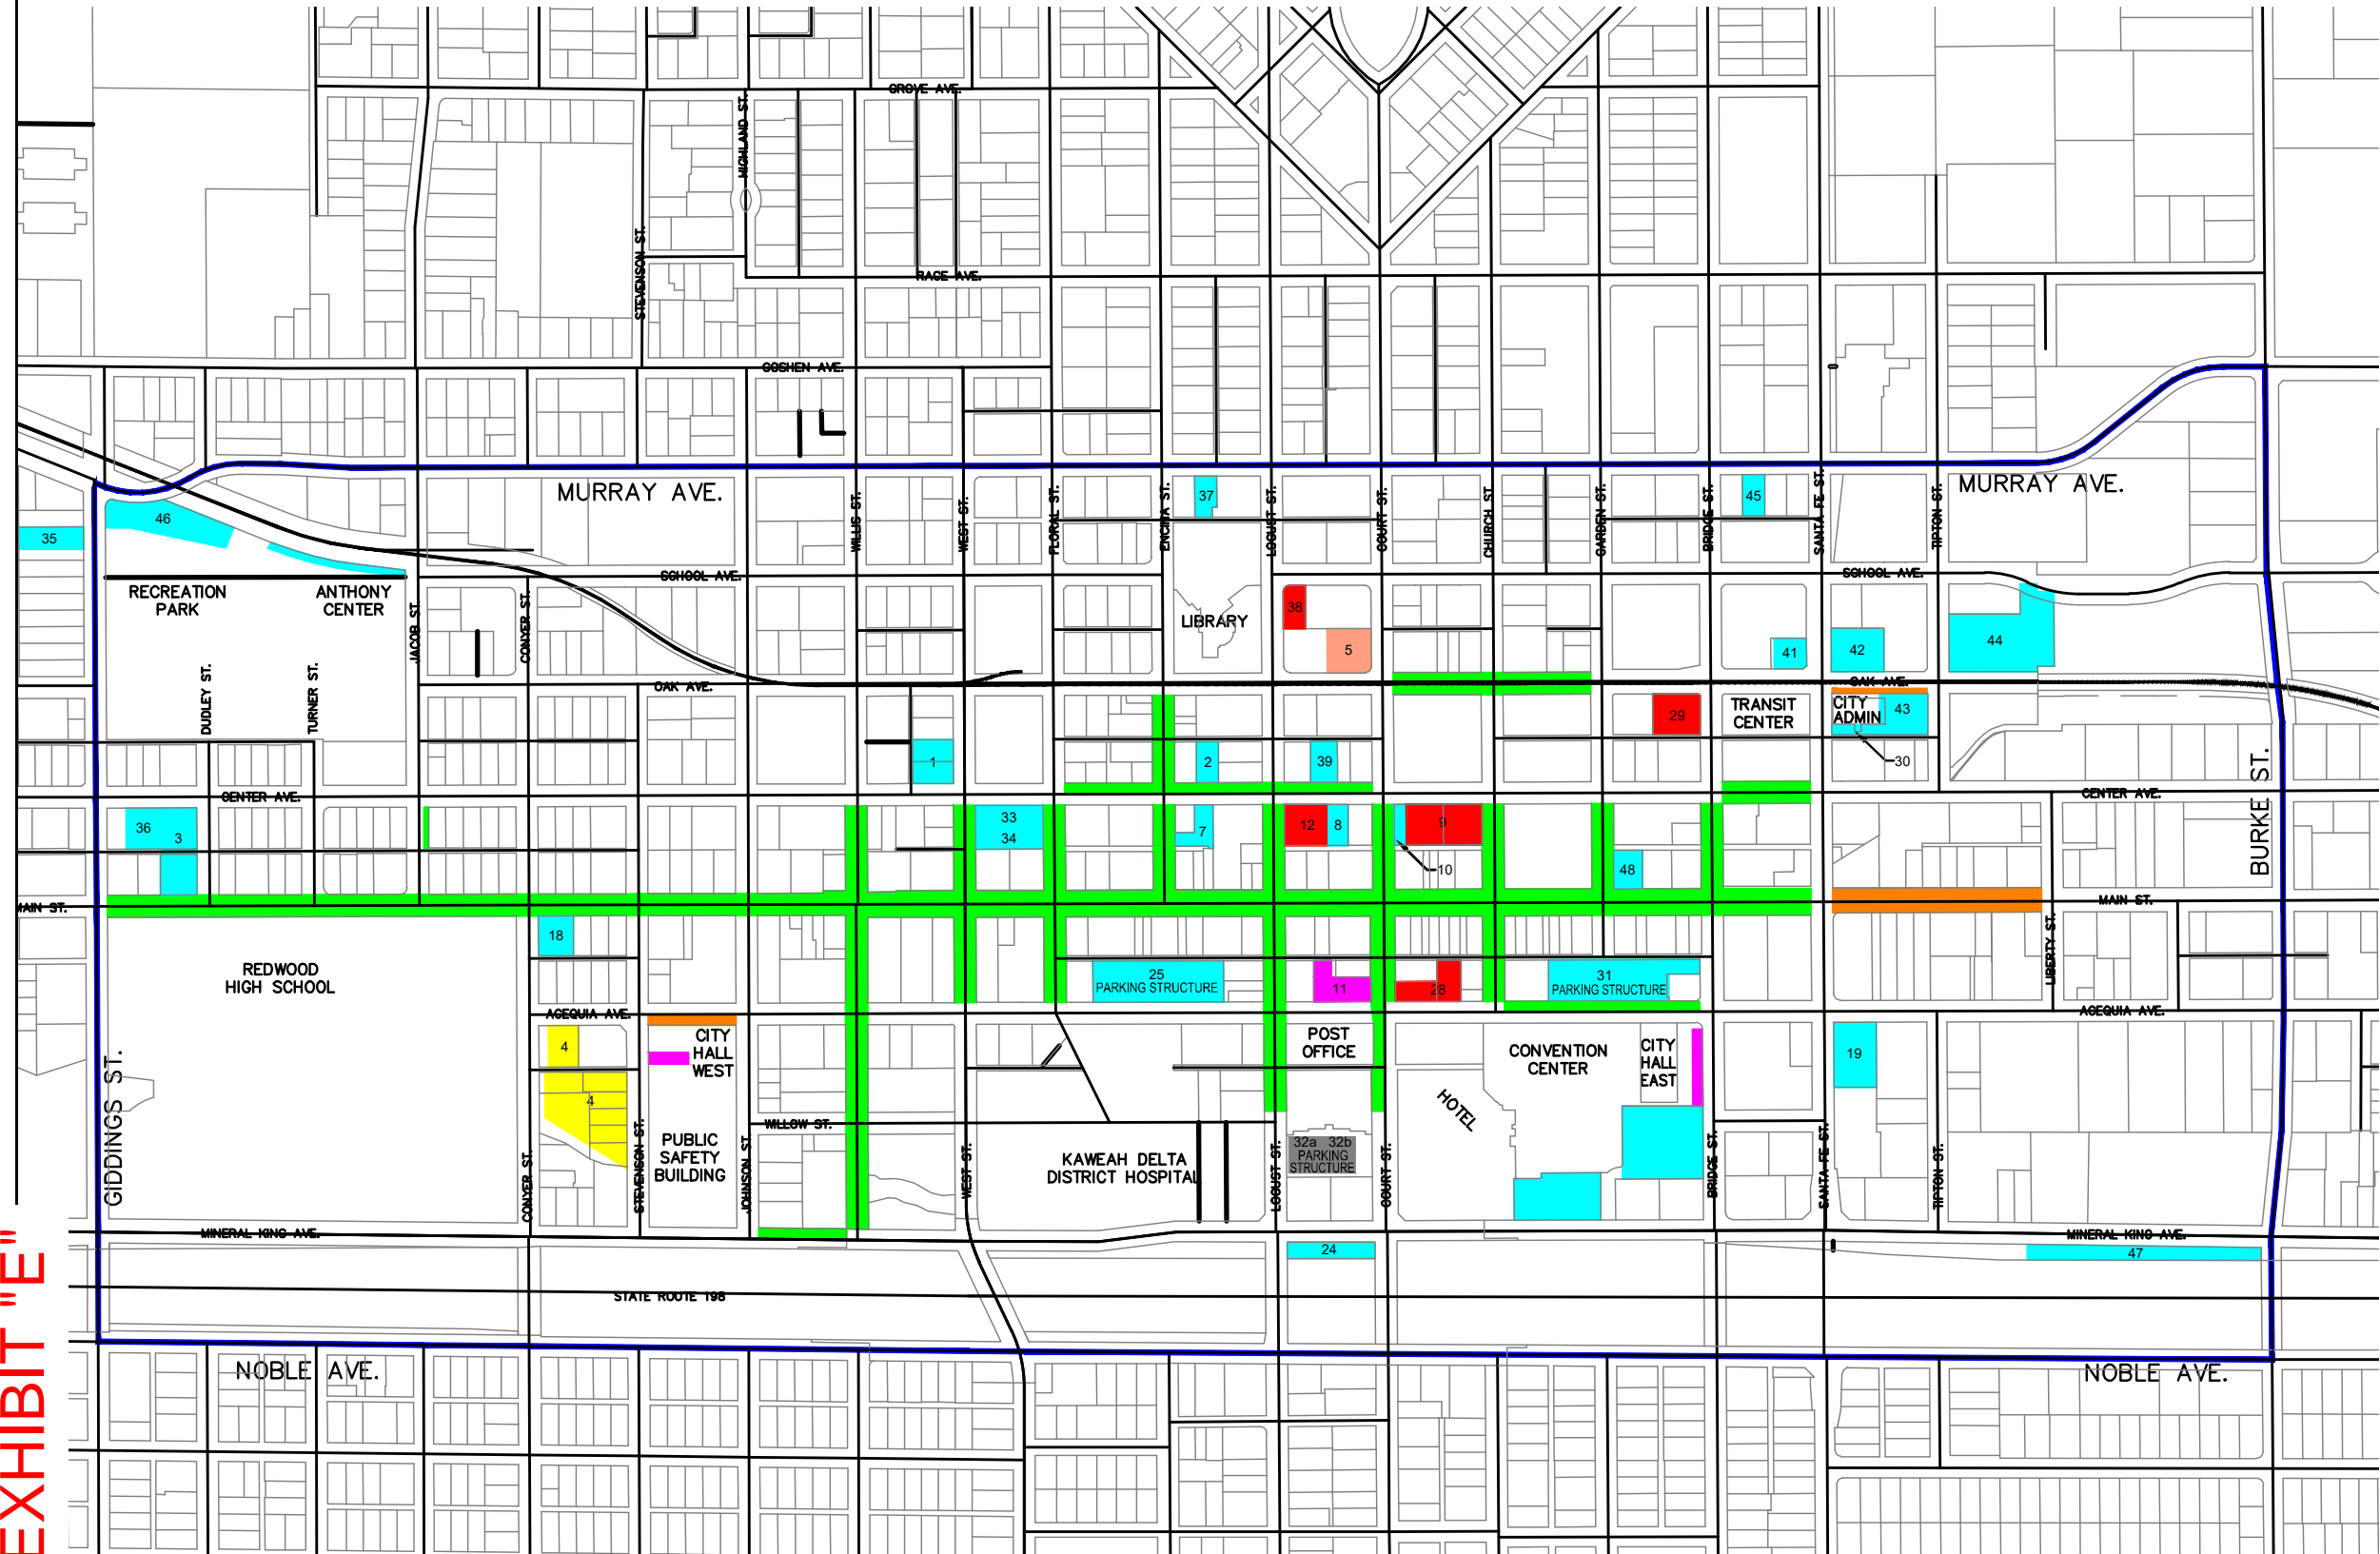 GROVE AVE.
HIGHLAND ST.
STEVENSON ST.
RACE AVE.
GOSHEN AVE.
MURRAY AVE.
MURRAY AVE.
WILLIS ST.
WEST ST.
FLORAL ST.
ENCINA ST.
LOCUST ST.
COURT ST.
CHURCH ST
GARDEN ST.
BRIDGE ST.
SANTA FE ST.
TIPTON ST.
37
45
46
35
SCHOOL AVE.
SCHOOL AVE.
RECREATION
PARK
ANTHONY
CENTER
JACOB ST.
CONYER ST.
LIBRARY
38
5
41
42
44
DUDLEY ST.
TURNER ST.
OAK AVE.
OAK AVE.
29
TRANSIT
CENTER
CITY
ADMIN
43
30
1
2
39
BURKE ST.
CENTER AVE.
CENTER AVE.
36
3
33
34
7
12
8
9
10
48
MAIN ST.
MAIN ST.
LIBERTY ST.
18
REDWOOD
HIGH SCHOOL
25
PARKING STRUCTURE
11
28
31
PARKING STRUCTURE
ACEQUIA AVE.
ACEQUIA AVE.
4
4
CITY
HALL
WEST
POST
OFFICE
CONVENTION
CENTER
CITY
HALL
EAST
19
HOTEL
GIDDINGS ST.
WILLOW ST.
CONYER ST.
STEVENSON ST.
PUBLIC
SAFETY
BUILDING
JOHNSON ST.
WEST ST.
KAWEAH DELTA
DISTRICT HOSPITAL
LOCUST ST.
32a 32b
PARKING
STRUCTURE
COURT ST.
BRIDGE ST.
SANTA FE ST.
TIPTON ST.
MINERAL KING AVE.
MINERAL KING AVE.
24
47
STATE ROUTE 198
NOBLE AVE.
NOBLE AVE.
EXHIBIT "E"